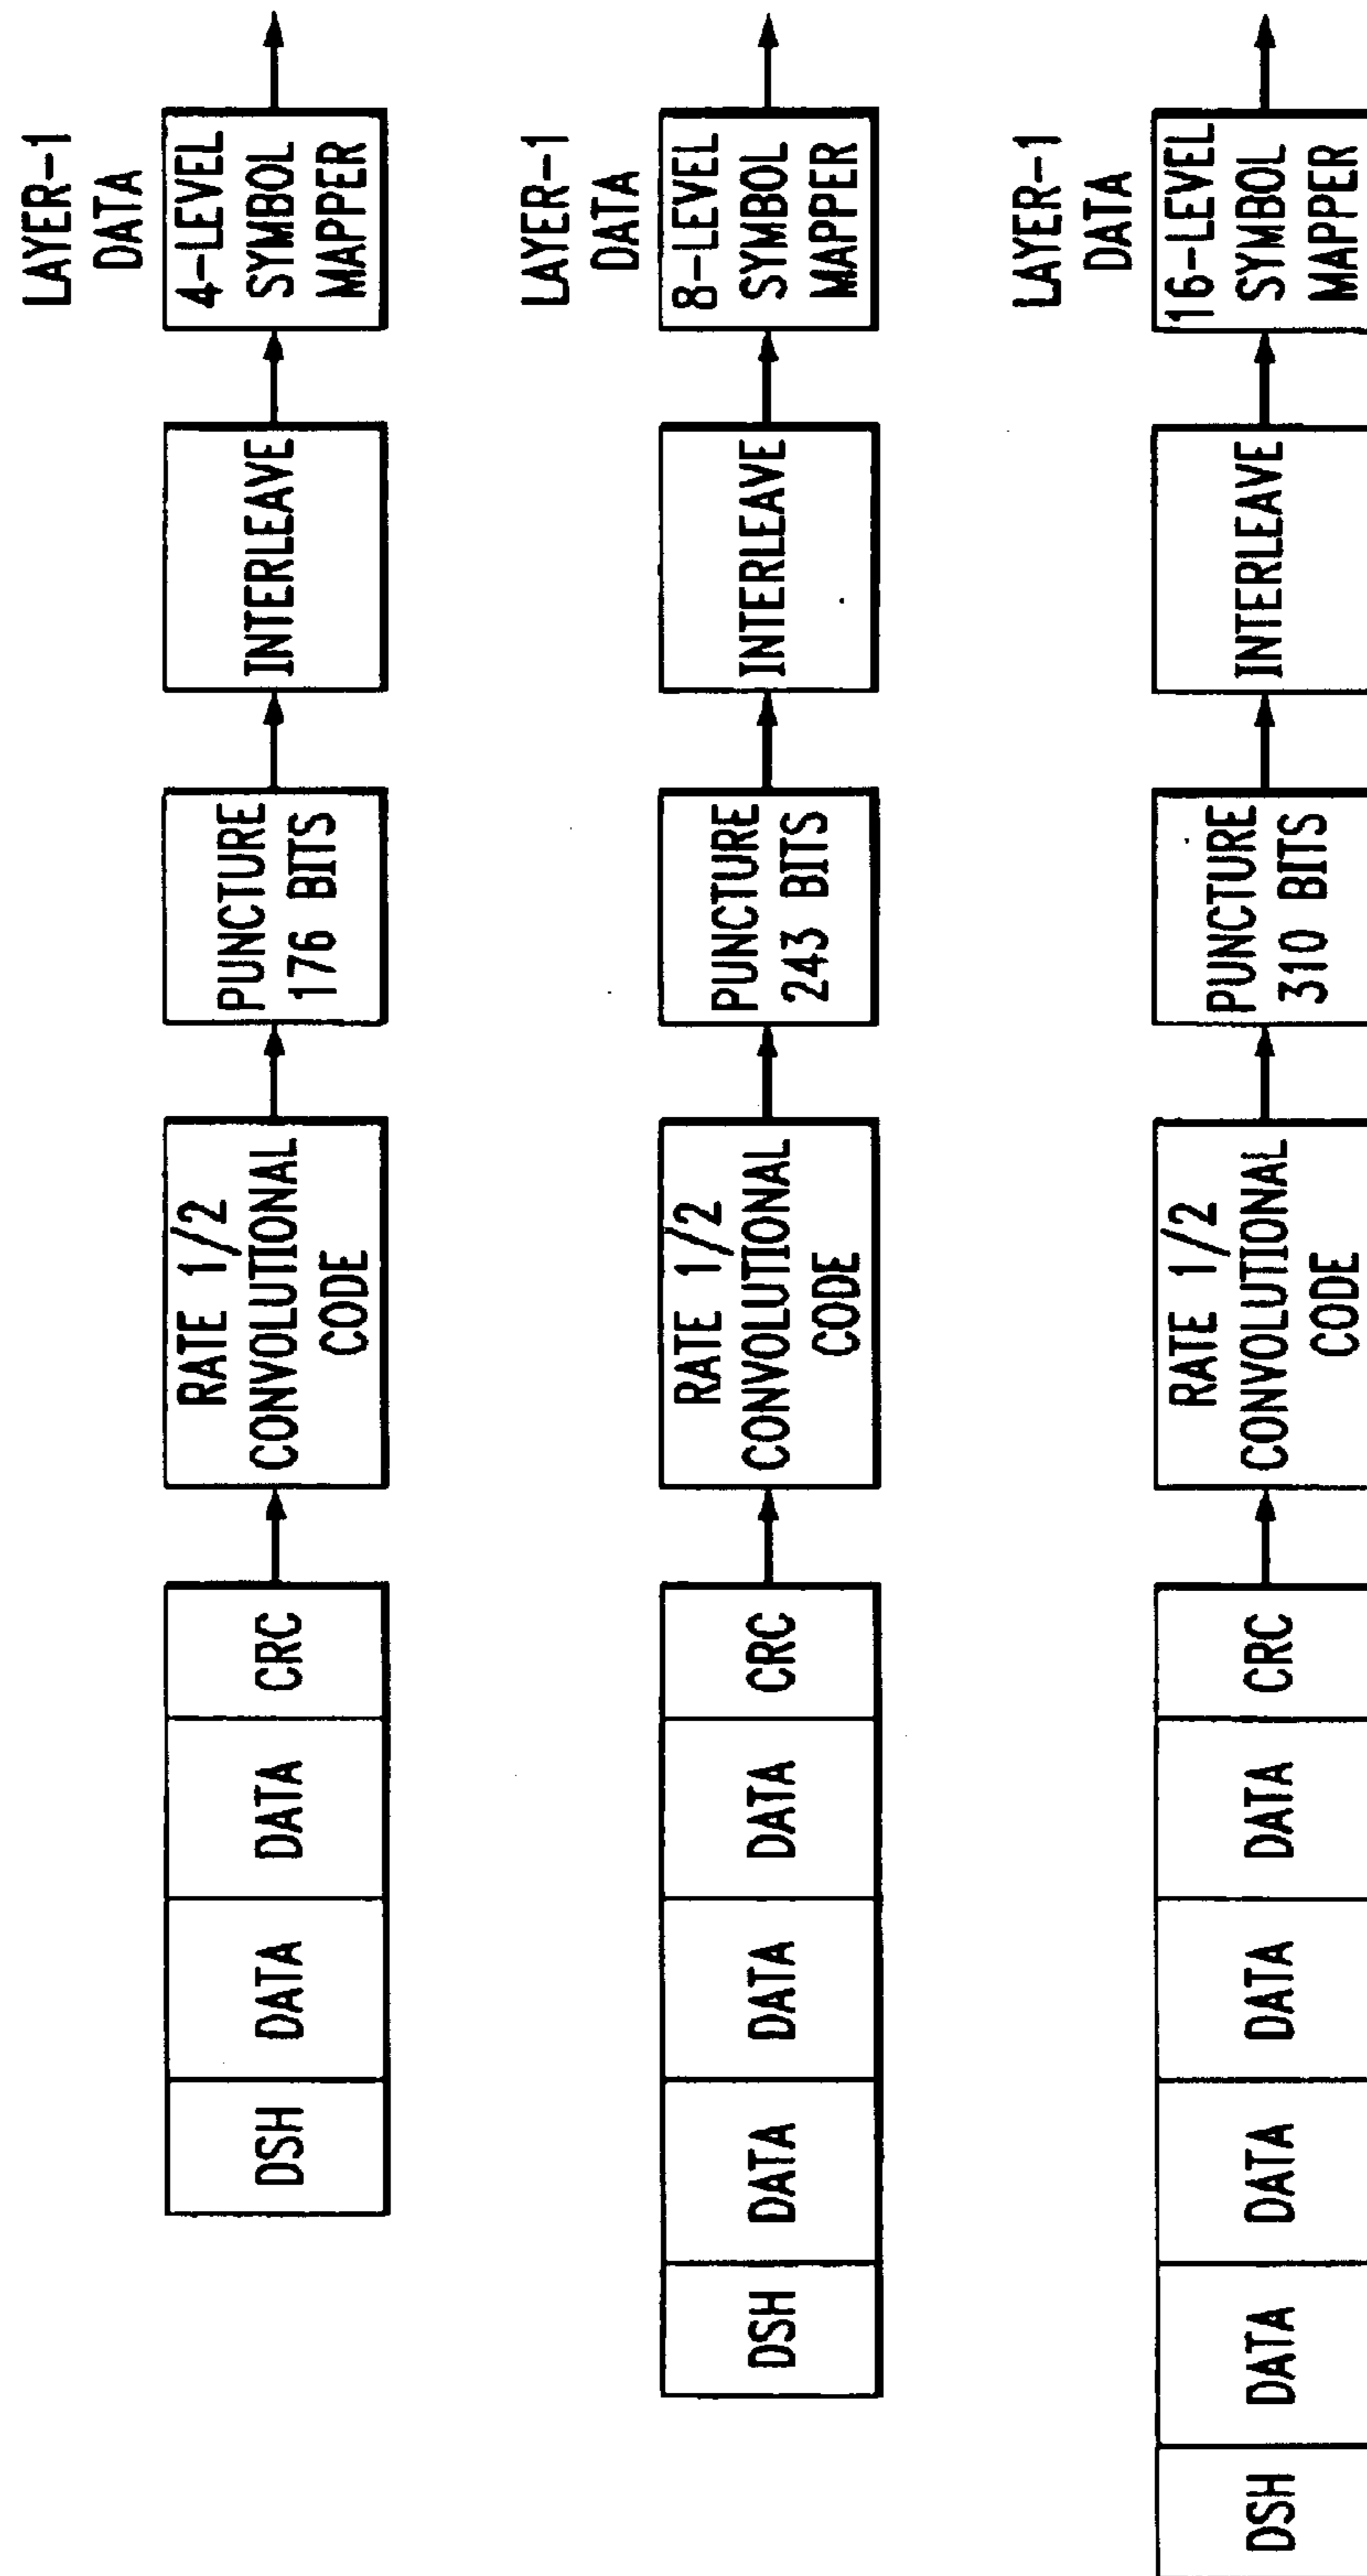 DSH
DATA
DATA
CRC
RATE 1/2
CONVOLUTIONAL
CODE
PUNCTURE
176 BITS
INTERLEAVE
4-LEVEL
SYMBOL
MAPPER
LAYER-1
DATA
DSH
DATA
DATA
DATA
CRC
RATE 1/2
CONVOLUTIONAL
CODE
PUNCTURE
243 BITS
INTERLEAVE
8-LEVEL
SYMBOL
MAPPER
LAYER-1
DATA
DSH
DATA
DATA
DATA
DATA
CRC
RATE 1/2
CONVOLUTIONAL
CODE
PUNCTURE
310 BITS
INTERLEAVE
16-LEVEL
SYMBOL
MAPPER
LAYER-1
DATA